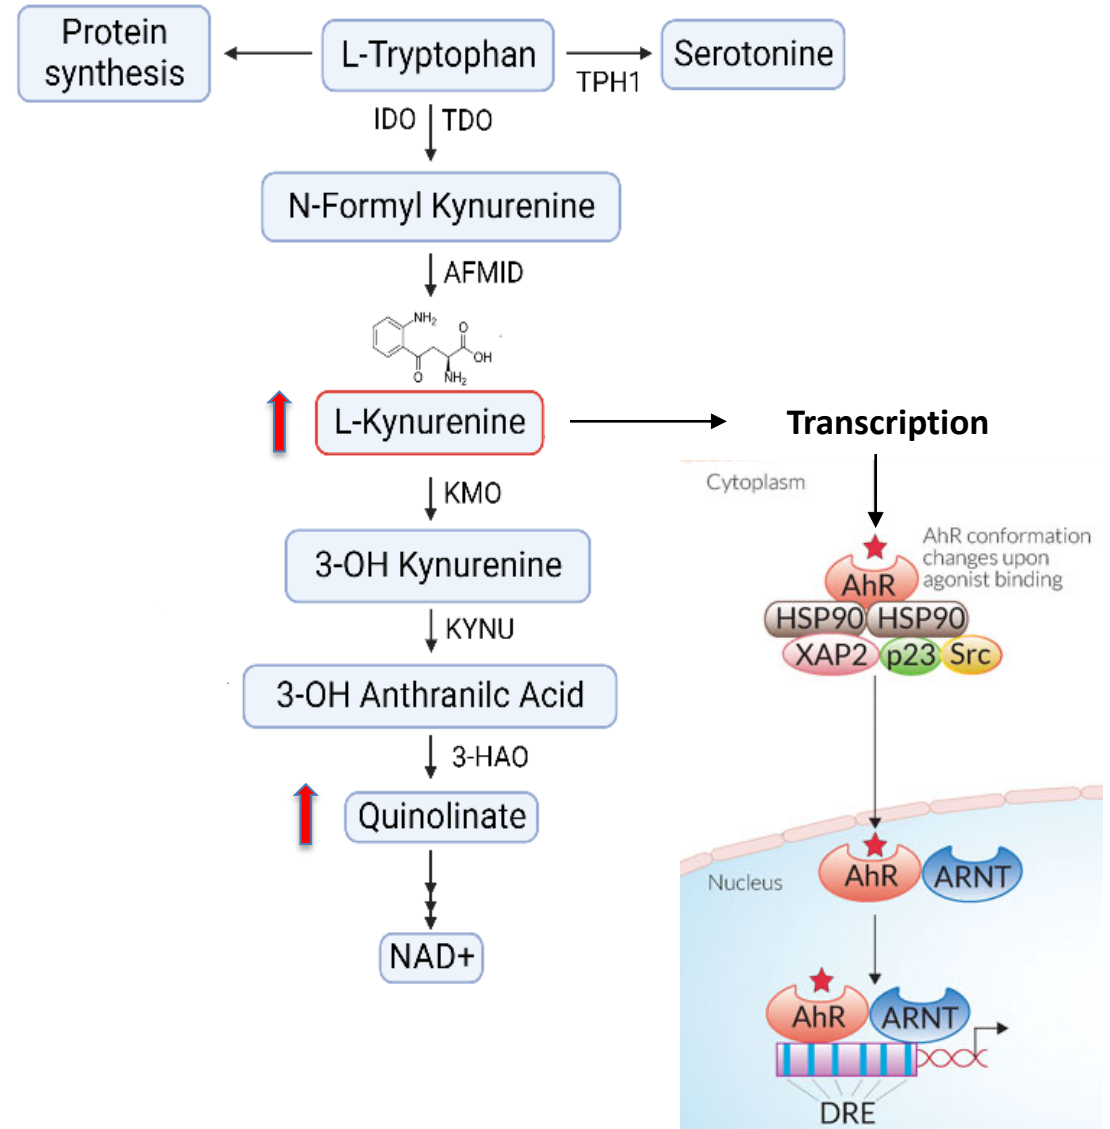 Protein
synthesis
L-Tryptophan
TPH1
Serotonine
IDO
TDO
N-Formyl Kynurenine
AFMID
NH2
O
OH
O
NH2
L-Kynurenine
Transcription
KMO
Cytoplasm
3-OH Kynurenine
AhR conformation
changes upon
agonist binding
AhR
HSP90
HSP90
XAP2
p23
Src
KYNU
3-OH Anthranilc Acid
3-HAO
Quinolinate
NAD+
Nucleus
AhR
ARNT
AhR
ARNT
DRE